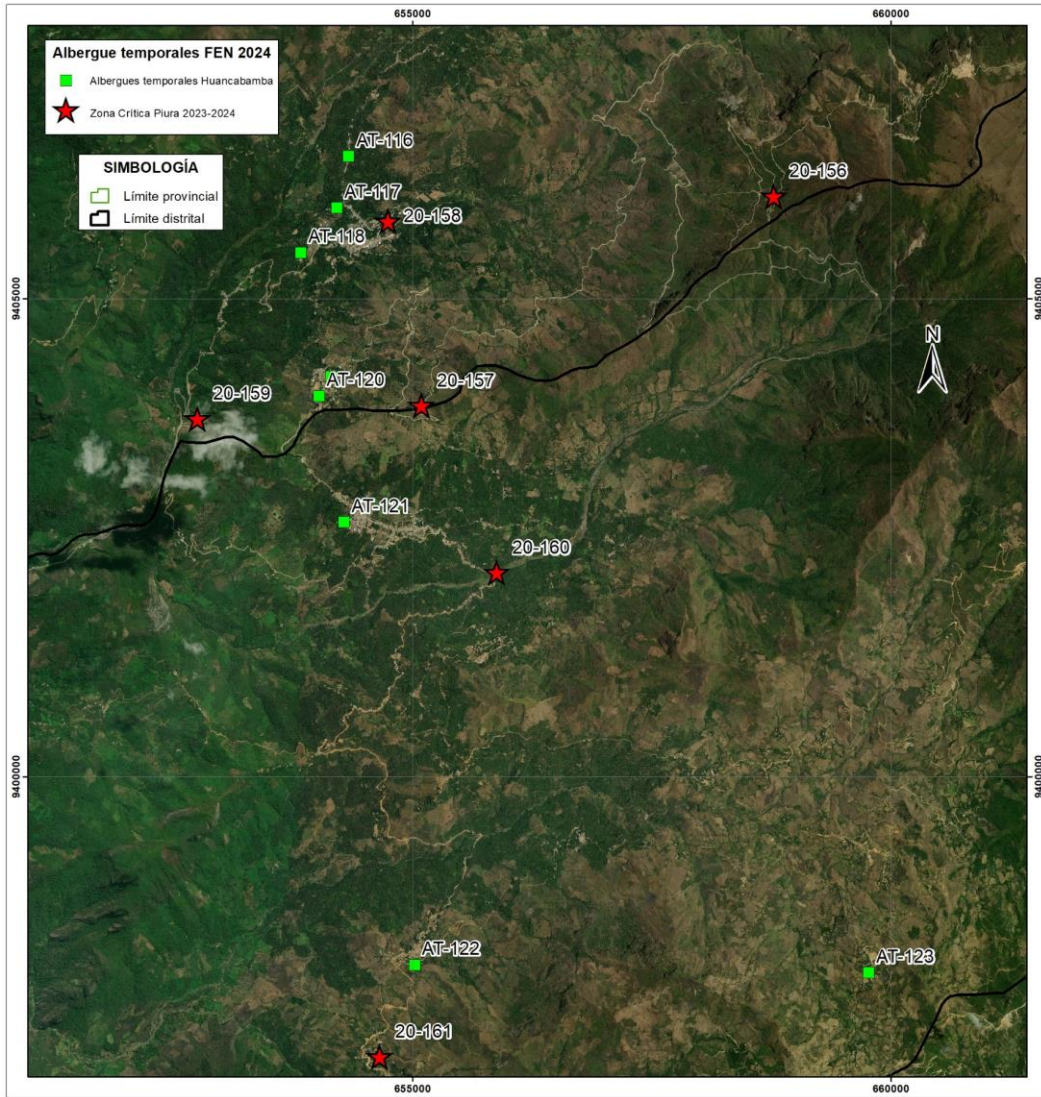 655000
660000
Albergue temporales FEN 2024
Albergues temporales Huancabamba
Zona Crítica Piura 2023-2024
SIMBOLOGÍA
Límite provincial
Límite distrital
AT-116
20-156
AT-117
20-158
AT-118
9405000
9405000
N
AT-120
20-157
20-159
AT-121
20-160
9400000
9400000
AT-122
AT-123
20-161
655000
660000